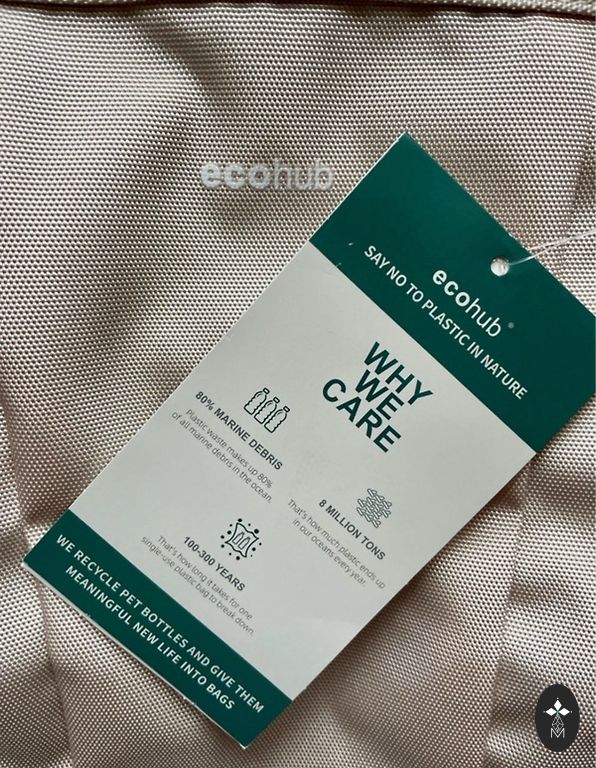 ecohub
ecohub®
SAY NO TO PLASTIC IN NATURE
WHY
WE
CARE
80% MARINE DEBRIS
Plastic waste makes up 80%
of all marine debris in the ocean.
8 MILLION TONS
That's how much plastic ends up
in our oceans every year.
100-300 YEARS
That's how long it takes for one
single-use plastic bag to break down.
WE RECYCLE PET BOTTLES AND GIVE THEM
MEANINGFUL NEW LIFE INTO BAGS
M